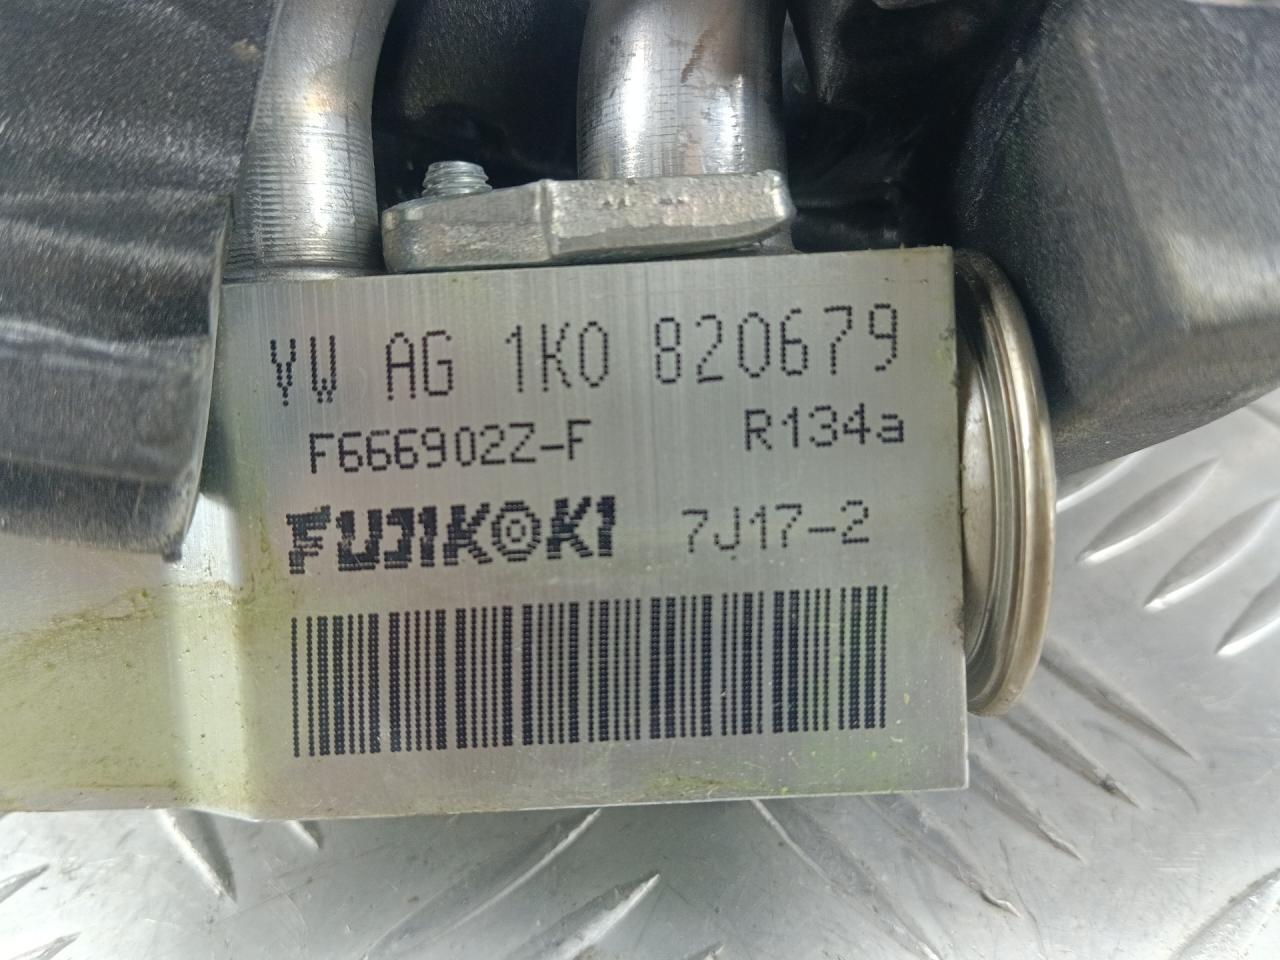 VW AG 1K0 820679
F666902Z-F R134a
FUJIKOKI 7J17-2